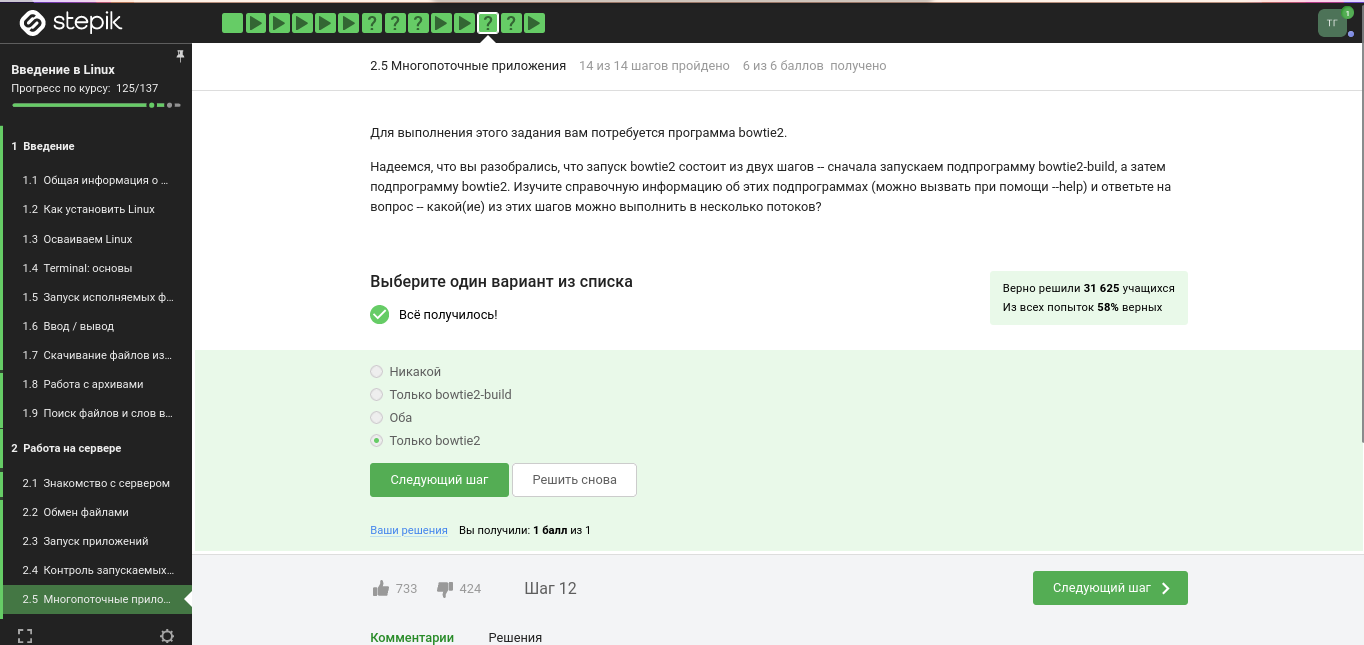 stepik
? ? ? ? ?
ТГ
1
Введение в Linux
Прогресс по курсу: 125/137
1 Введение
1.1 Общая информация о ...
1.2 Как установить Linux
1.3 Осваиваем Linux
1.4 Terminal: основы
1.5 Запуск исполняемых ф...
1.6 Ввод / вывод
1.7 Скачивание файлов из...
1.8 Работа с архивами
1.9 Поиск файлов и слов в...
2 Работа на сервере
2.1 Знакомство с сервером
2.2 Обмен файлами
2.3 Запуск приложений
2.4 Контроль запускаемых...
2.5 Многопоточные прило...
2.5 Многопоточные приложения 14 из 14 шагов пройдено 6 из 6 баллов получено
Для выполнения этого задания вам потребуется программа bowtie2.
Надеемся, что вы разобрались, что запуск bowtie2 состоит из двух шагов -- сначала запускаем подпрограмму bowtie2-build, а затем
подпрограмму bowtie2. Изучите справочную информацию об этих подпрограммах (можно вызвать при помощи --help) и ответьте на
вопрос -- какой(ие) из этих шагов можно выполнить в несколько потоков?
Выберите один вариант из списка
Всё получилось!
Верно решили 31 625 учащихся
Из всех попыток 58% верных
Никакой
Только bowtie2-build
Оба
Только bowtie2
Следующий шаг
Решить снова
Ваши решения Вы получили: 1 балл из 1
733 424 Шаг 12
Следующий шаг
Комментарии Решения